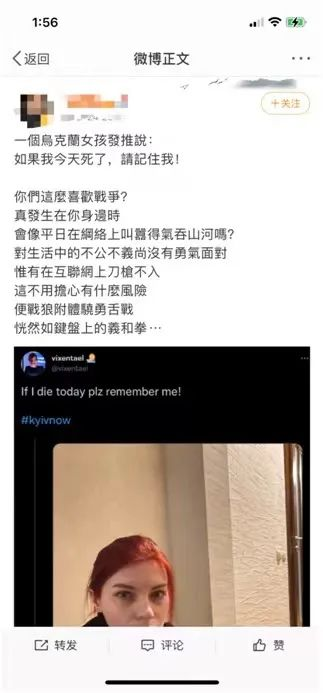 1:56
返回
微博正文
十关注
一个烏克蘭女孩發推説：
如果我今天死了，請記住我！
你們這麼喜歡戰爭？
真發生在你身邊時
會像平日在網絡上叫囂得氣吞山河嗎？
對生活中的不公不義尚沒有勇氣面對
惟有在互联網上刀槍不入
這不用擔心有什麼風險
便戰狼附體驍勇舌戰
恍然如鍵盤上的義和拳…
vixentael
@vixentael
If I die today plz remember me!
#kyivnow
转发
评论
赞